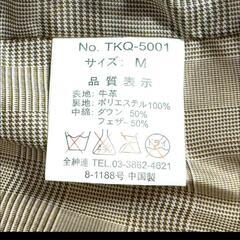 No. TKQ-5001
サイズ: M
品質表示
表地: 牛革
裏地: ポリエステル100%
中綿: ダウン 50%
フェザー 50%
全紳連 TEL.03-3862-4621
8-1188号 中国製